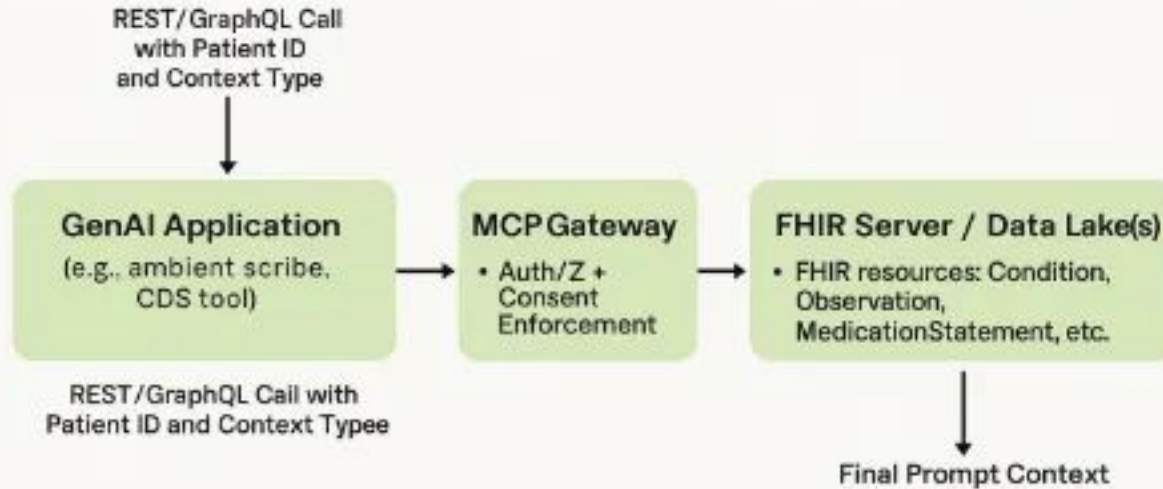 REST/GraphQL Call
with Patient ID
and Context Type
GenAI Application
(e.g., ambient scribe,
CDS tool)
MCP Gateway
• Auth/Z +
Consent
Enforcement
FHIR Server / Data Lake(s)
• FHIR resources: Condition,
Observation,
MedicationStatement, etc.
REST/GraphQL Call with
Patient ID and Context Typee
Final Prompt Context